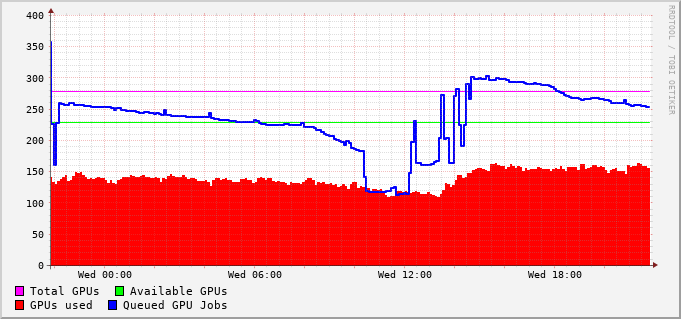 400
350
300
250
200
150
100
50
0
Wed 00:00 Wed 06:00 Wed 12:00 Wed 18:00
Total GPUs Available GPUs
GPUs used Queued GPU Jobs
RRDTOOL / TOBI OETIKER